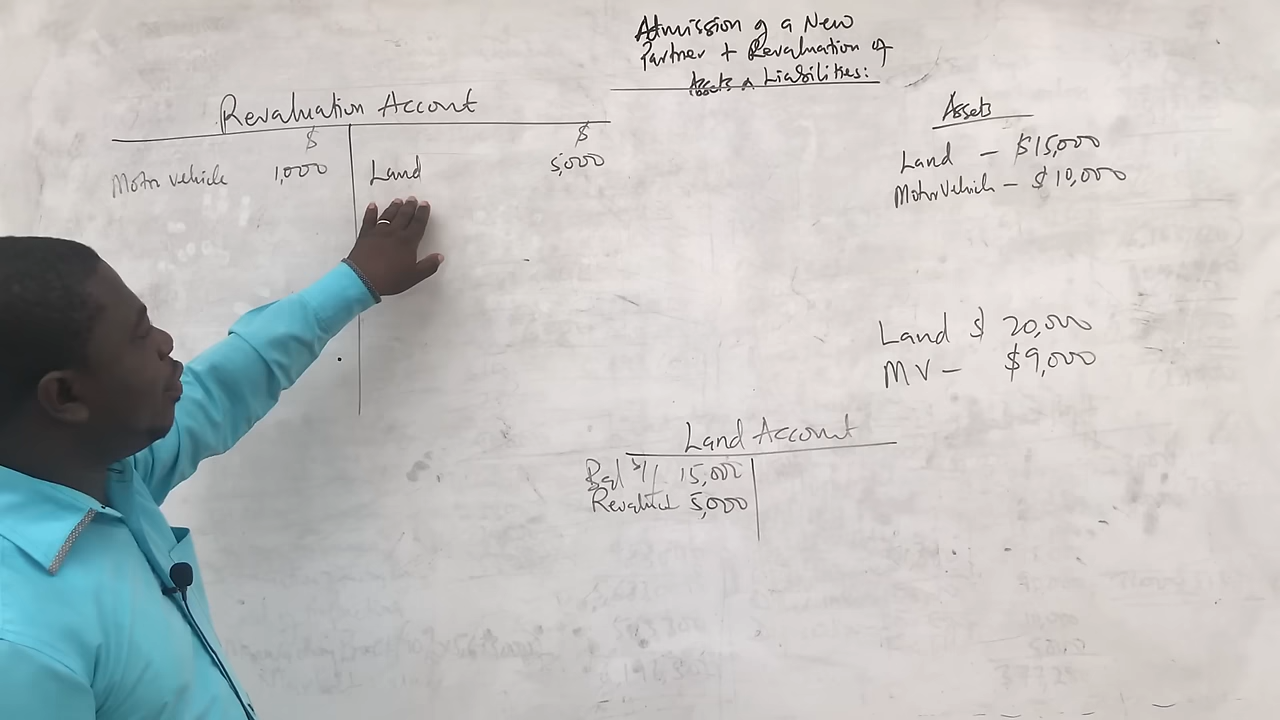 Admission of a New
Partner + Revaluation of
Assets & Liabilities:
Revaluation Account
$ $
Motor vehicle 1,000 Land 5,000
Assets
Land - $15,000
Motor Vehicle - $10,000
Land $ 20,000
MV - $9,000
Land Account
Bal b/f 15,000
5,000